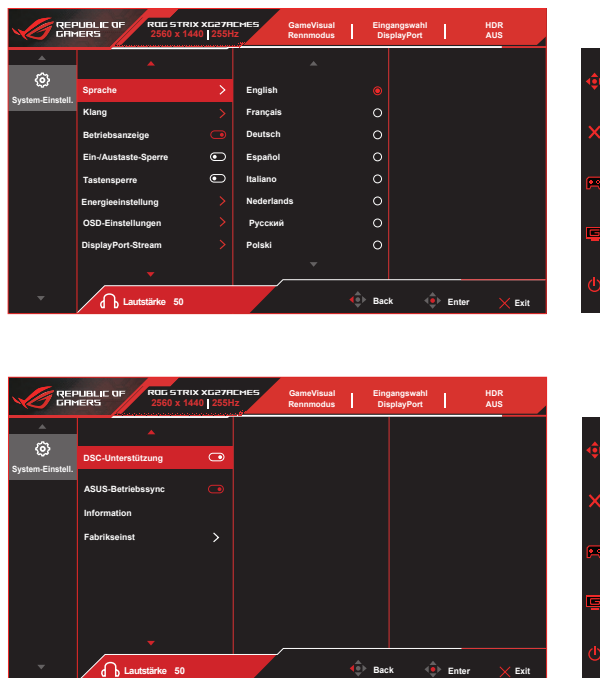 REPUBLIC OF
GAMERS
ROG STRIX XG27ACMES
2560 x 1440 255Hz
GameVisual
Rennmodus
Eingangswahl
DisplayPort
HDR
AUS
System-Einstell.
Sprache
Klang
Betriebsanzeige
Ein-/Austaste-Sperre
Tastensperre
Energieeinstellung
OSD-Einstellungen
DisplayPort-Stream
English
Français
Deutsch
Español
Italiano
Nederlands
Русский
Polski
Lautstärke 50
Back
Enter
Exit
REPUBLIC OF
GAMERS
ROG STRIX XG27ACMES
2560 x 1440 255Hz
GameVisual
Rennmodus
Eingangswahl
DisplayPort
HDR
AUS
System-Einstell.
DSC-Unterstützung
ASUS-Betriebssync
Information
Fabrikseinst
Lautstärke 50
Back
Enter
Exit